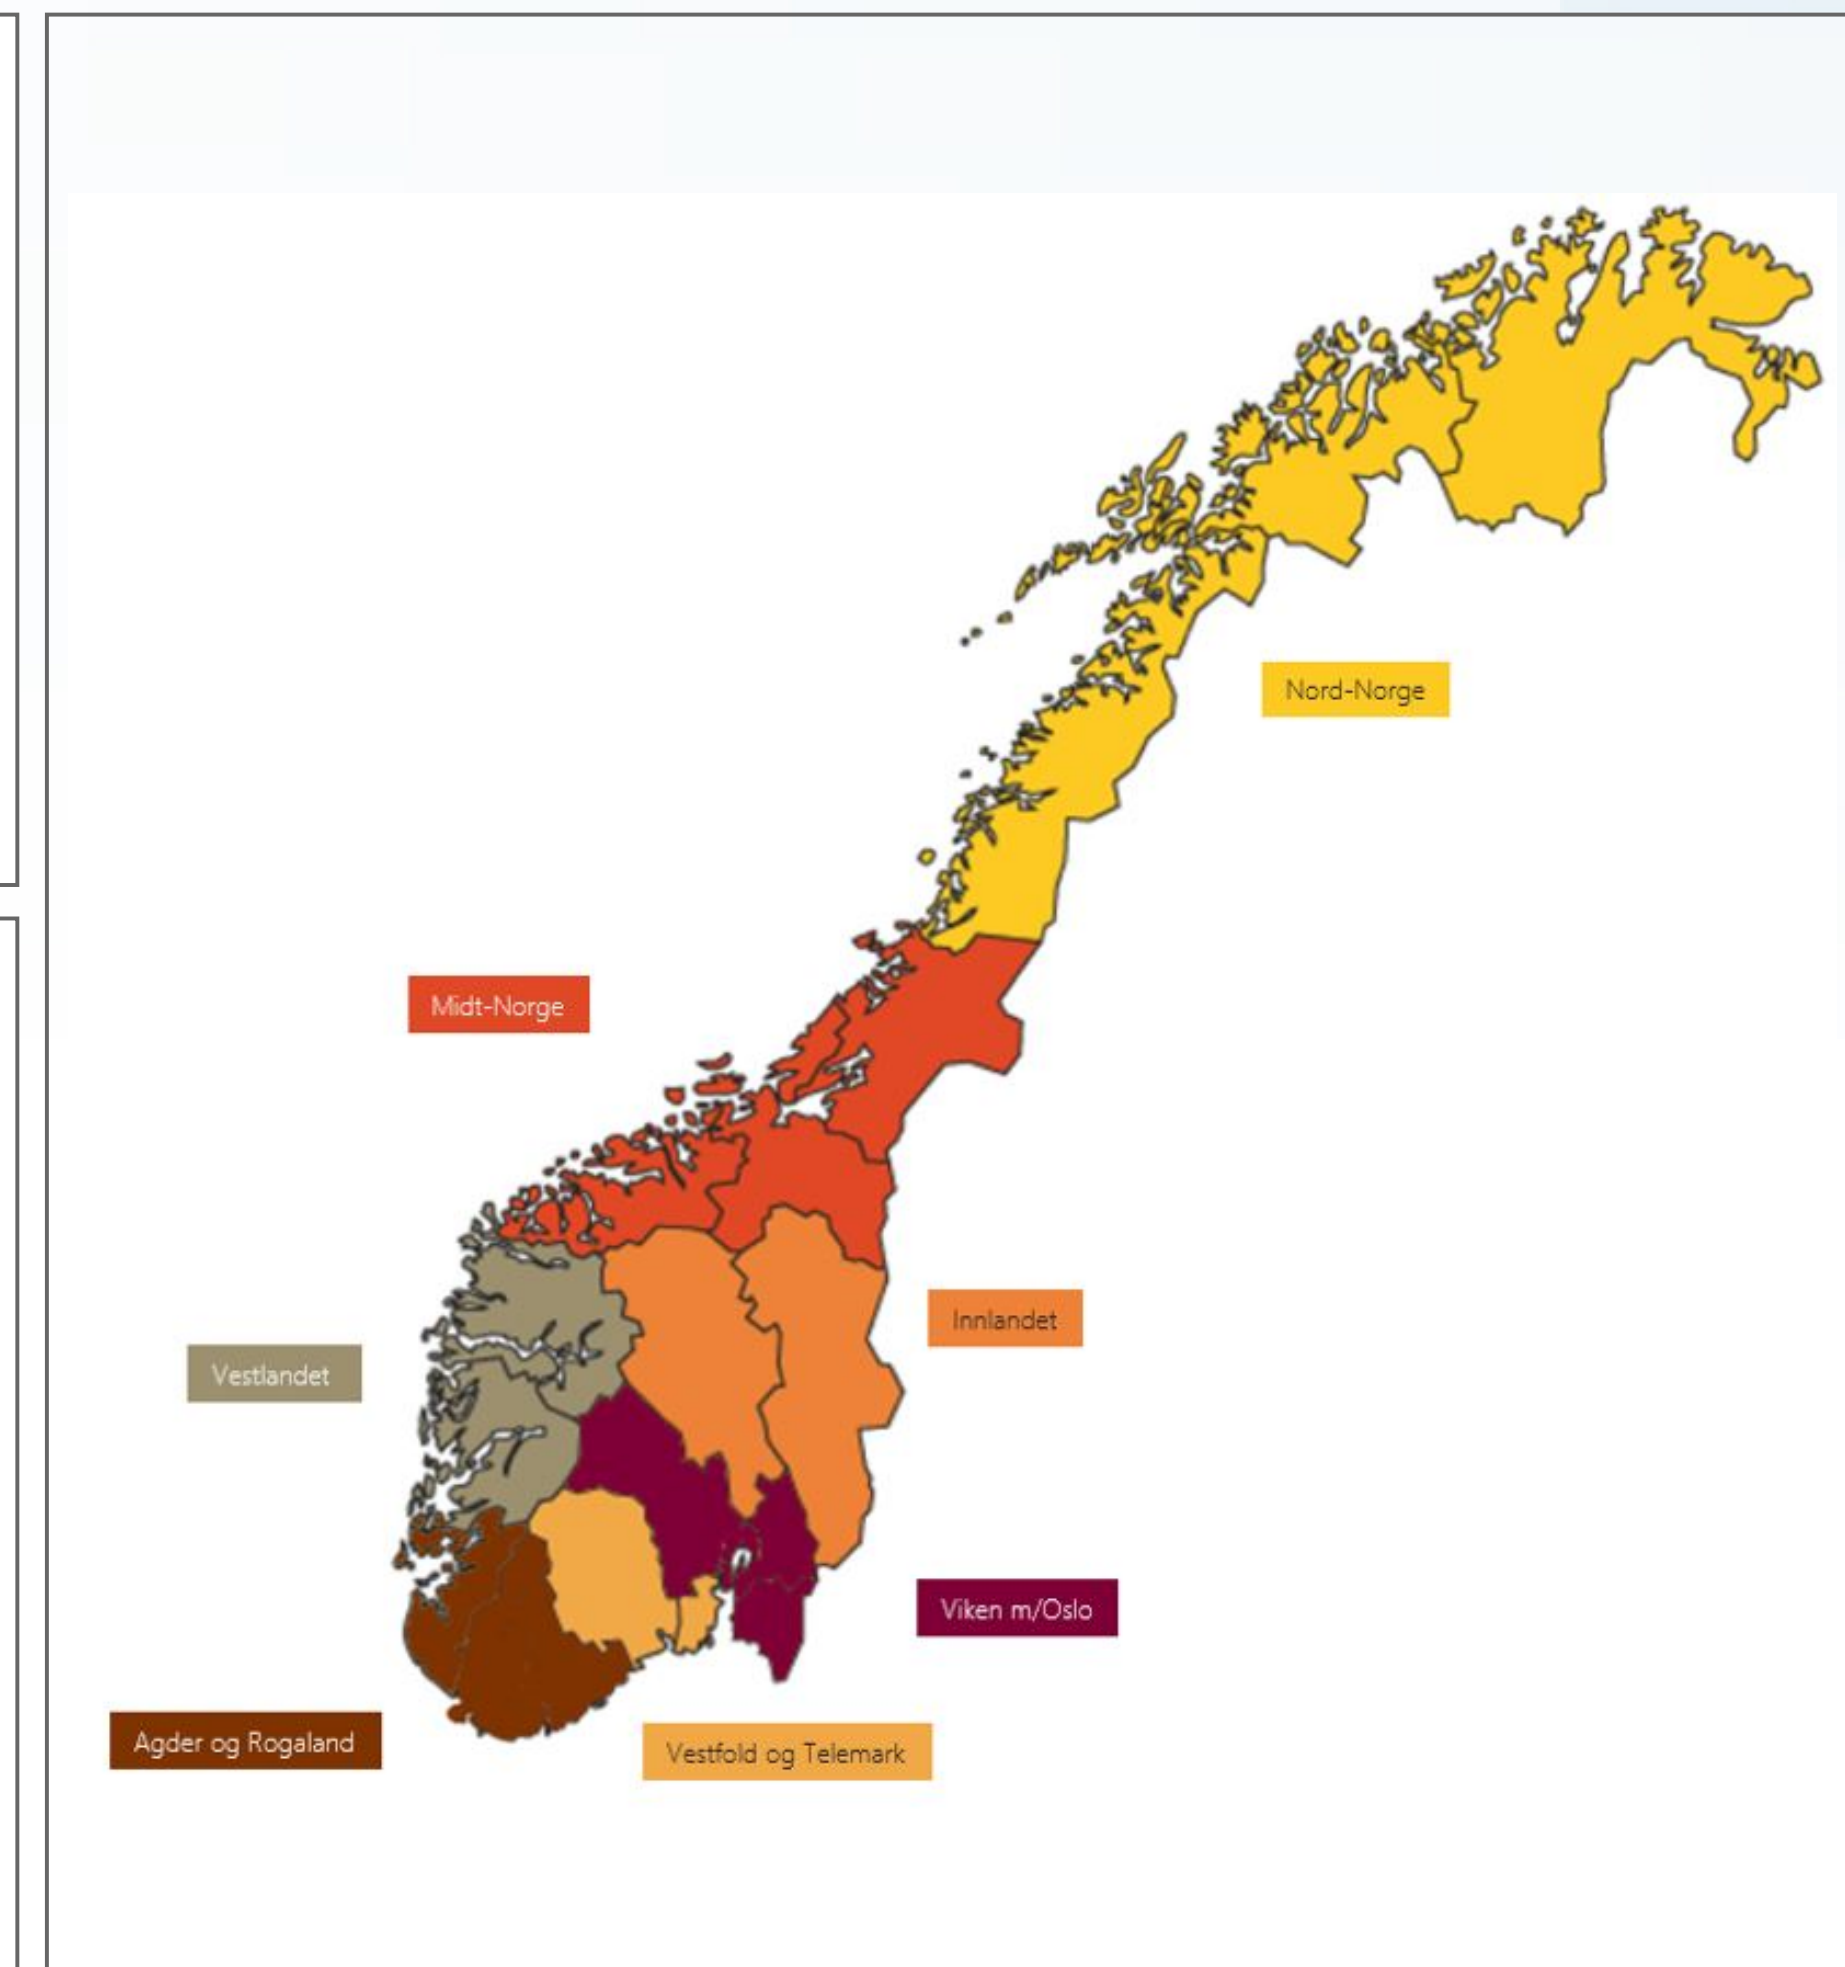 Nord-Norge
Midt-Norge
Innlandet
Vestlandet
Viken m/Oslo
Agder og Rogaland
Vestfold og Telemark